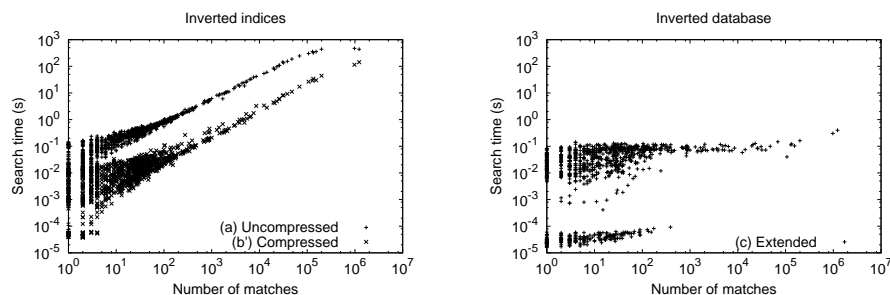 Inverted indices
Search time (s)
10^3
10^2
10^1
10^0
10^-1
10^-2
10^-3
10^-4
10^-5
(a) Uncompressed
(b') Compressed
10^0 10^1 10^2 10^3 10^4 10^5 10^6 10^7
Number of matches
Inverted database
Search time (s)
10^3
10^2
10^1
10^0
10^-1
10^-2
10^-3
10^-4
10^-5
(c) Extended
10^0 10^1 10^2 10^3 10^4 10^5 10^6 10^7
Number of matches